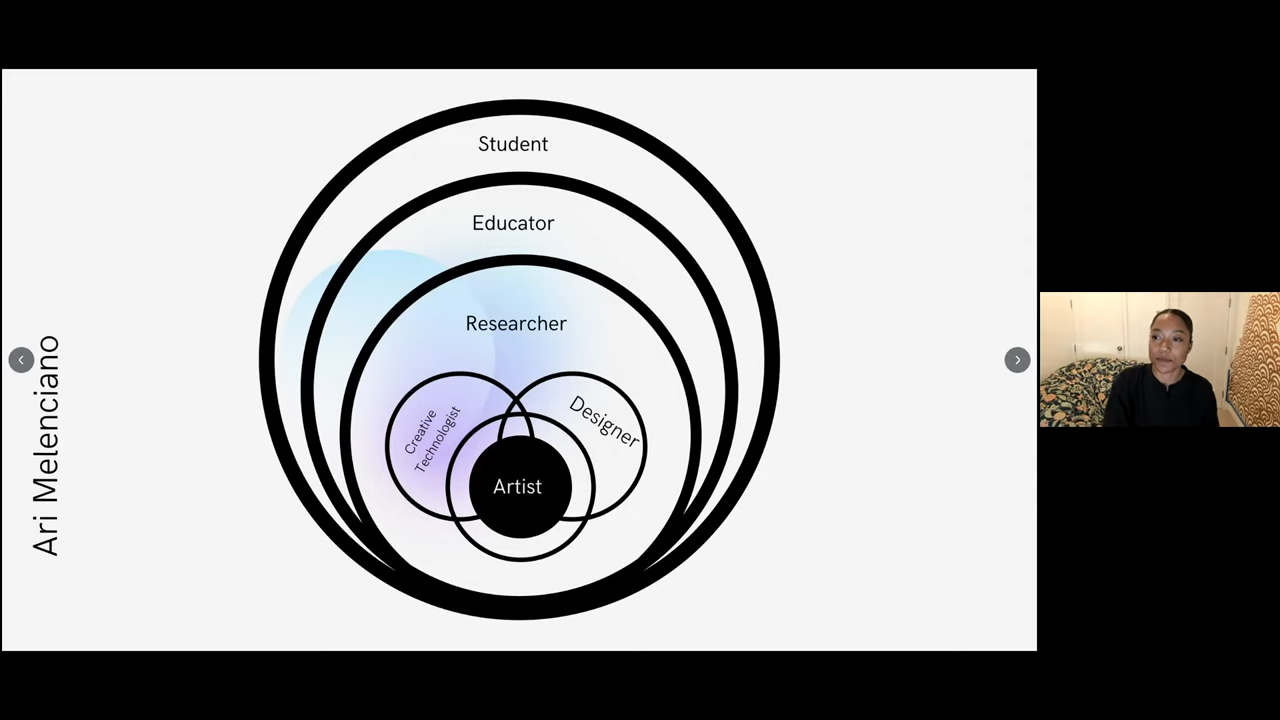 Student
Educator
Researcher
Creative
Technologist
Designer
Artist
Ari Melenciano